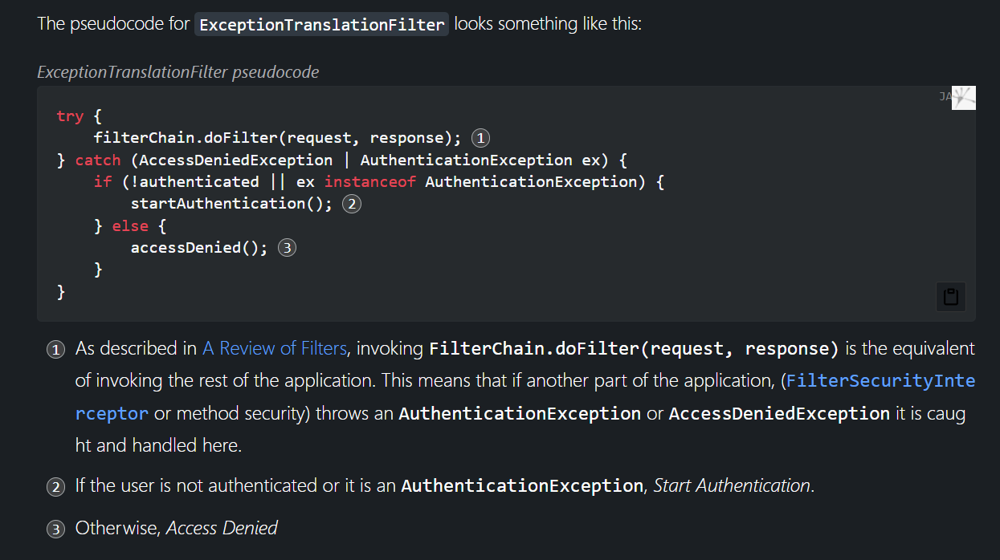 The pseudocode for ExceptionTranslationFilter looks something like this:
ExceptionTranslationFilter pseudocode
try {
    filterChain.doFilter(request, response); 1
} catch (AccessDeniedException | AuthenticationException ex) {
    if (!authenticated || ex instanceof AuthenticationException) {
        startAuthentication(); 2
    } else {
        accessDenied(); 3
    }
}
1 As described in A Review of Filters, invoking FilterChain.doFilter(request, response) is the equivalent
of invoking the rest of the application. This means that if another part of the application, (FilterSecurityInte
rceptor or method security) throws an AuthenticationException or AccessDeniedException it is caug
ht and handled here.
2 If the user is not authenticated or it is an AuthenticationException, Start Authentication.
3 Otherwise, Access Denied